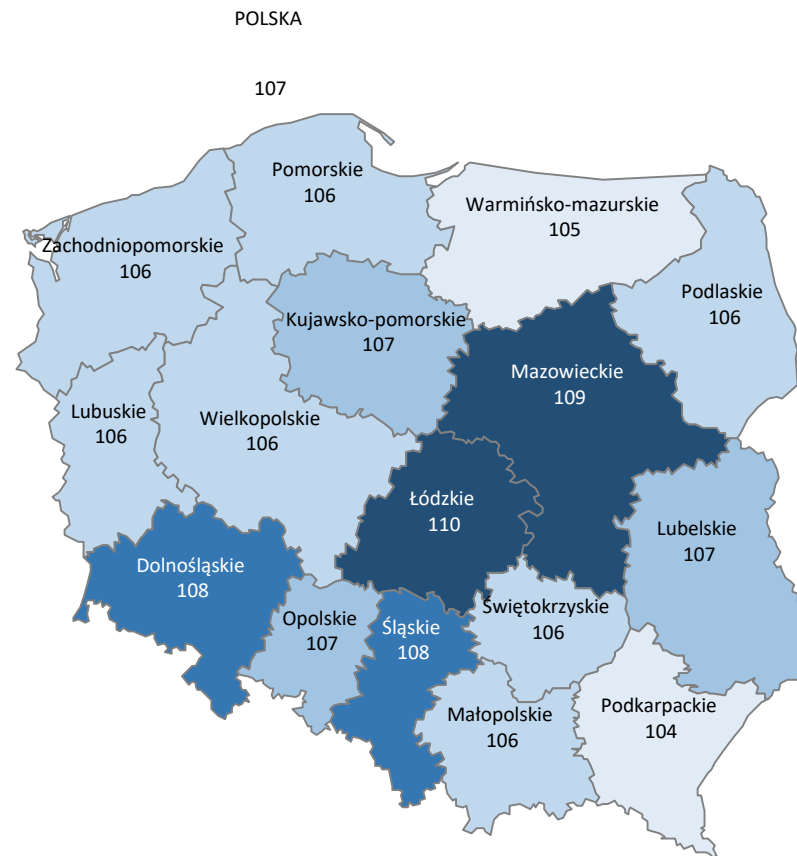 POLSKA
107
Pomorskie
106
Warmińsko-mazurskie
105
Zachodniopomorskie
106
Podlaskie
106
Kujawsko-pomorskie
107
Mazowieckie
109
Lubuskie
106
Wielkopolskie
106
Łódzkie
110
Lubelskie
107
Dolnośląskie
108
Opolskie
107
Śląskie
108
Świętokrzyskie
106
Małopolskie
106
Podkarpackie
104